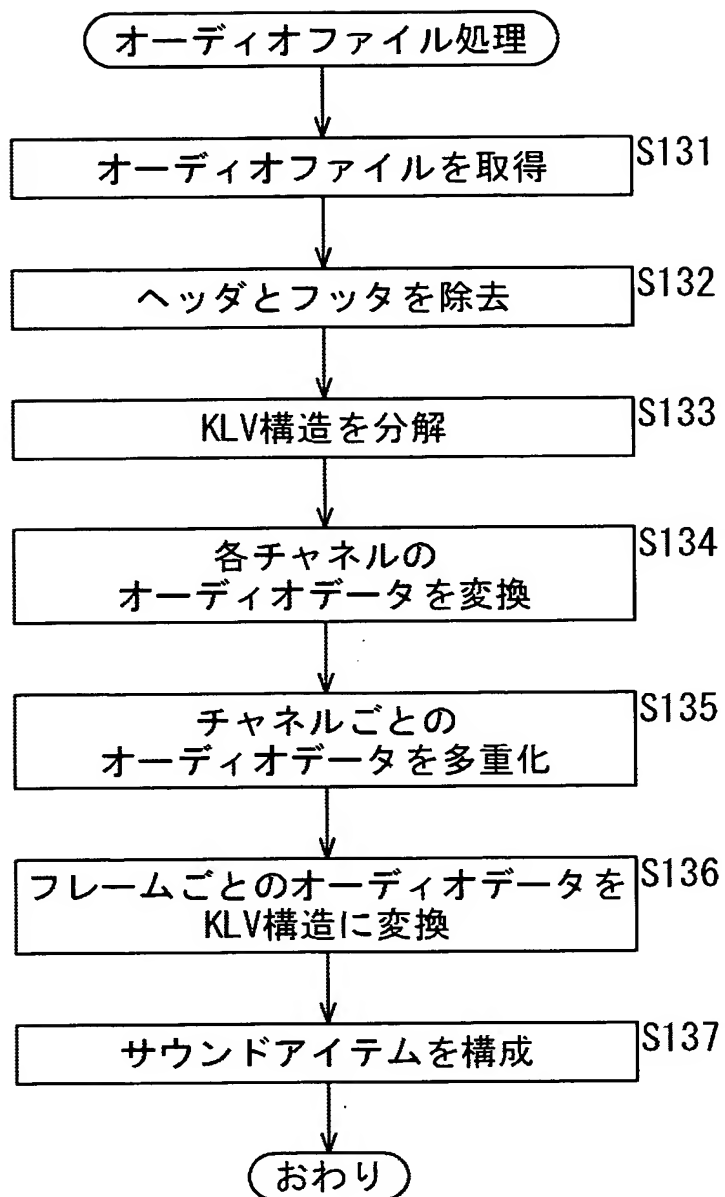 オーディオファイル処理
オーディオファイルを取得
S131
ヘッダとフッタを除去
S132
KLV構造を分解
S133
各チャネルの
オーディオデータを変換
S134
チャネルごとの
オーディオデータを多重化
S135
フレームごとのオーディオデータを
KLV構造に変換
S136
サウンドアイテムを構成
S137
おわり